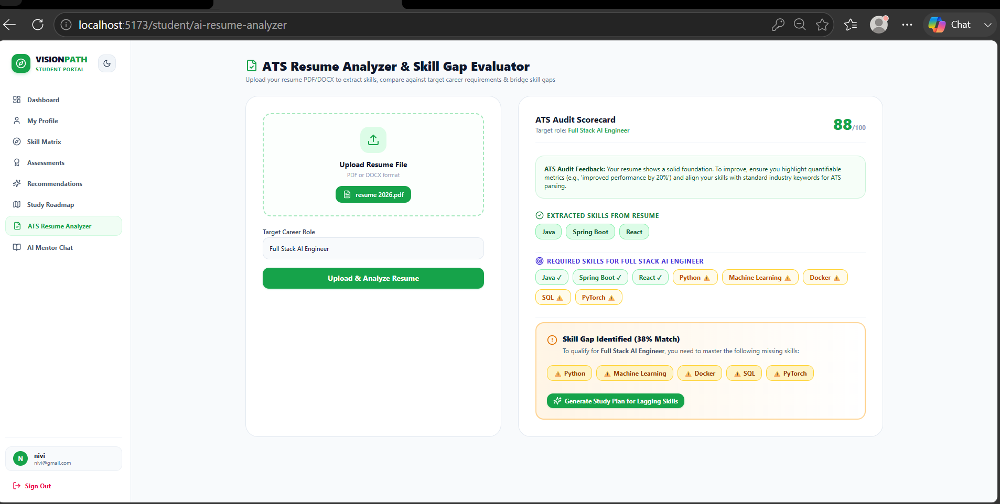 localhost:5173/student/ai-resume-analyzer
Chat
VISIONPATH
STUDENT PORTAL
Dashboard
My Profile
Skill Matrix
Assessments
Recommendations
Study Roadmap
ATS Resume Analyzer
AI Mentor Chat
N
nivi
nivi@gmail.com
Sign Out
ATS Resume Analyzer & Skill Gap Evaluator
Upload your resume PDF/DOCX to extract skills, compare against target career requirements & bridge skill gaps
Upload Resume File
PDF or DOCX format
resume 2026.pdf
Target Career Role
Full Stack AI Engineer
Upload & Analyze Resume
ATS Audit Scorecard
Target role: Full Stack AI Engineer
88/100
ATS Audit Feedback: Your resume shows a solid foundation. To improve, ensure you highlight quantifiable
metrics (e.g., 'improved performance by 20%') and align your skills with standard industry keywords for ATS
parsing.
EXTRACTED SKILLS FROM RESUME
Java Spring Boot React
REQUIRED SKILLS FOR FULL STACK AI ENGINEER
Java ✓ Spring Boot ✓ React ✓ Python ⚠ Machine Learning ⚠ Docker ⚠
SQL ⚠ PyTorch ⚠
Skill Gap Identified (38% Match)
To qualify for Full Stack AI Engineer, you need to master the following missing skills:
⚠ Python ⚠ Machine Learning ⚠ Docker ⚠ SQL ⚠ PyTorch
Generate Study Plan for Lagging Skills